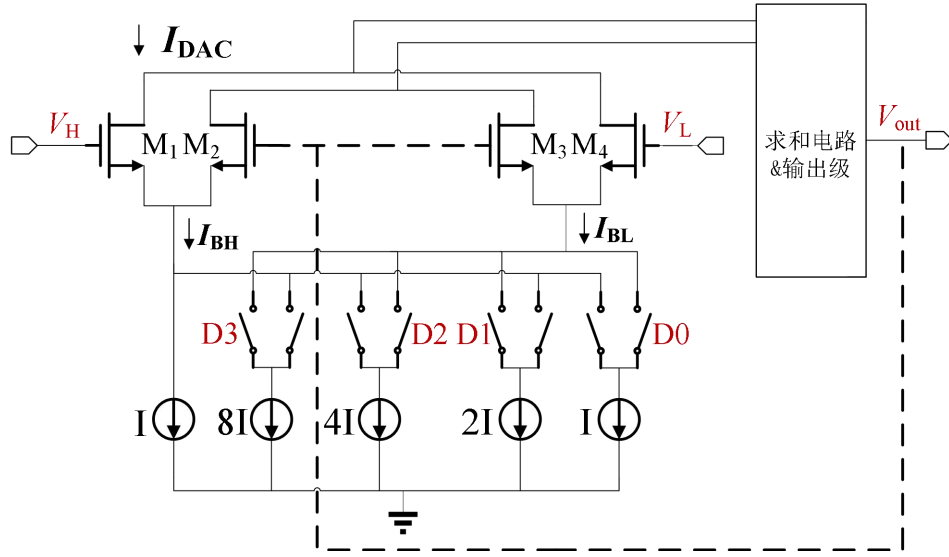 I_DAC
V_H
M_1 M_2
M_3 M_4
V_L
V_out
求和电路
&输出级
I_BH
I_BL
D3
D2
D1
D0
I
8I
4I
2I
I